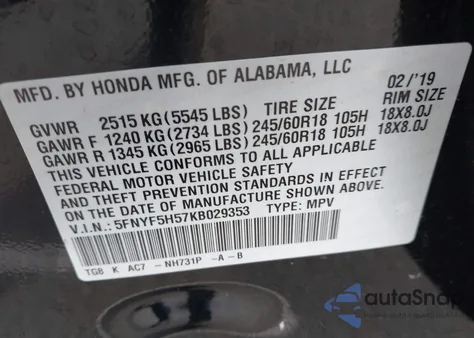 MFD. BY HONDA MFG. OF ALABAMA, LLC 02/'19
GVWR 2515 KG (5545 LBS) TIRE SIZE RIM SIZE
GAWR F 1240 KG (2734 LBS) 245/60R18 105H 18X8.0J
GAWR R 1345 KG (2965 LBS) 245/60R18 105H 18X8.0J
THIS VEHICLE CONFORMS TO ALL APPLICABLE
FEDERAL MOTOR VEHICLE SAFETY
AND THEFT PREVENTION STANDARDS IN EFFECT
ON THE DATE OF MANUFACTURE SHOWN ABOVE.
V.I.N.: 5FNYF5H57KB029353 TYPE: MPV
TG8 K AC7- NH731P -A-B
autoSnap